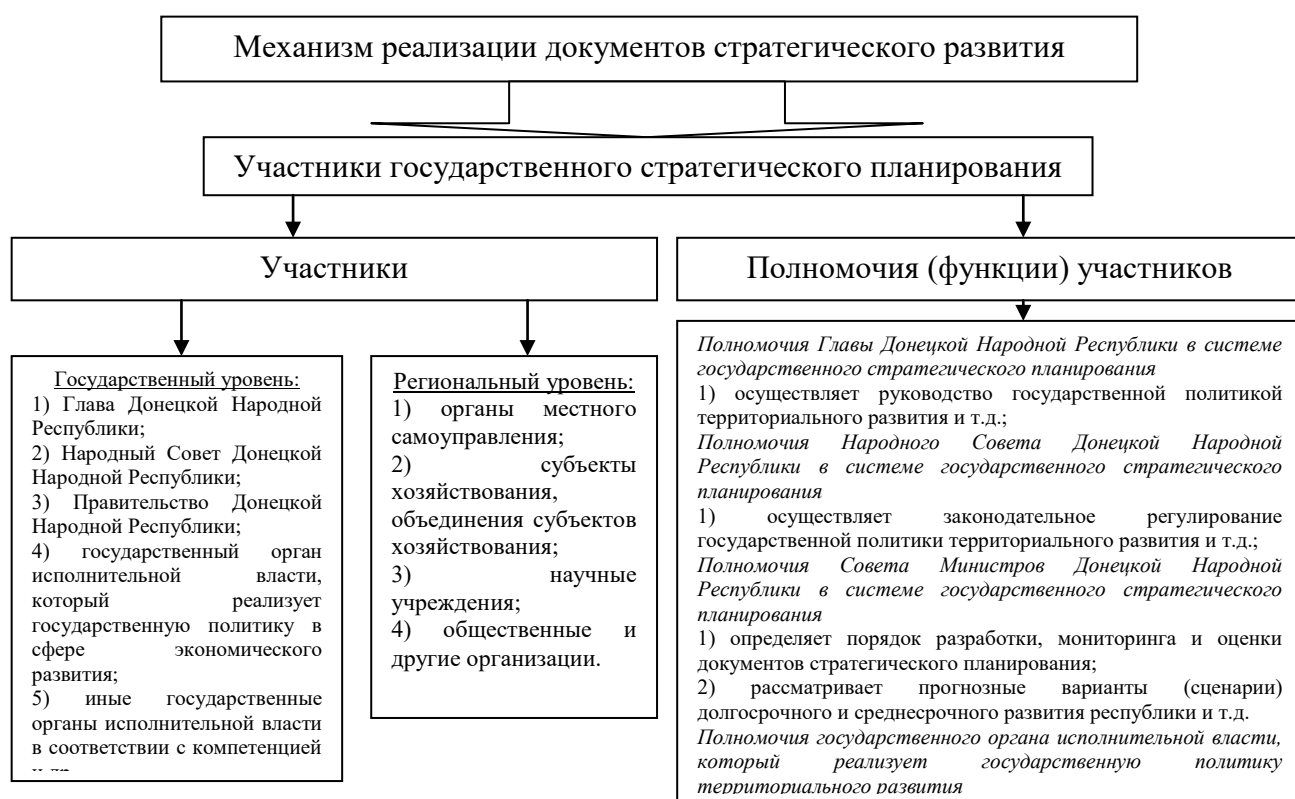 Механизм реализации документов стратегического развития
Участники государственного стратегического планирования
Участники
Полномочия (функции) участников
Государственный уровень:
1) Глава Донецкой Народной
Республики;
2) Народный Совет Донецкой
Народной Республики;
3) Правительство Донецкой
Народной Республики;
4) государственный орган
исполнительной власти,
который реализует
государственную политику в
сфере экономического
развития;
5) иные государственные
органы исполнительной власти
в соответствии с компетенцией
Региональный уровень:
1) органы местного
самоуправления;
2) субъекты
хозяйствования,
объединения субъектов
хозяйствования;
3) научные
учреждения;
4) общественные и
другие организации.
Полномочия Главы Донецкой Народной Республики в системе
государственного стратегического планирования
1) осуществляет руководство государственной политикой
территориального развития и т.д.;
Полномочия Народного Совета Донецкой Народной
Республики в системе государственного стратегического
планирования
1) осуществляет законодательное регулирование
государственной политики территориального развития и т.д.;
Полномочия Совета Министров Донецкой Народной
Республики в системе государственного стратегического
планирования
1) определяет порядок разработки, мониторинга и оценки
документов стратегического планирования;
2) рассматривает прогнозные варианты (сценарии)
долгосрочного и среднесрочного развития республики и т.д.
Полномочия государственного органа исполнительной власти,
который реализует государственную политику
территориального развития